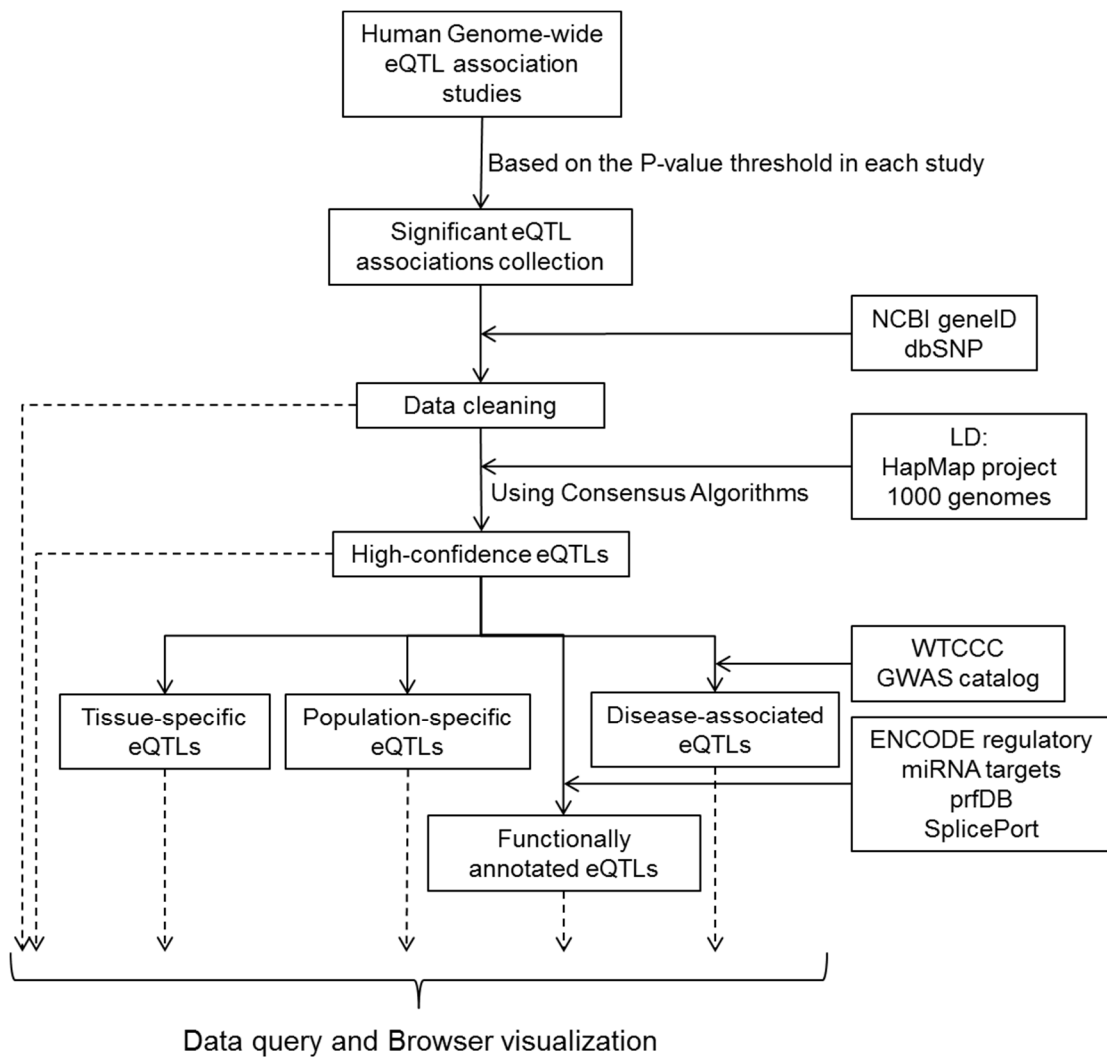 Human Genome-wide
eQTL association
studies
Based on the P-value threshold in each study
Significant eQTL
associations collection
NCBI geneID
dbSNP
Data cleaning
LD:
HapMap project
1000 genomes
Using Consensus Algorithms
High-confidence eQTLs
WTCCC
GWAS catalog
Tissue-specific
eQTLs
Population-specific
eQTLs
Disease-associated
eQTLs
ENCODE regulatory
miRNA targets
prfDB
SplicePort
Functionally
annotated eQTLs
Data query and Browser visualization